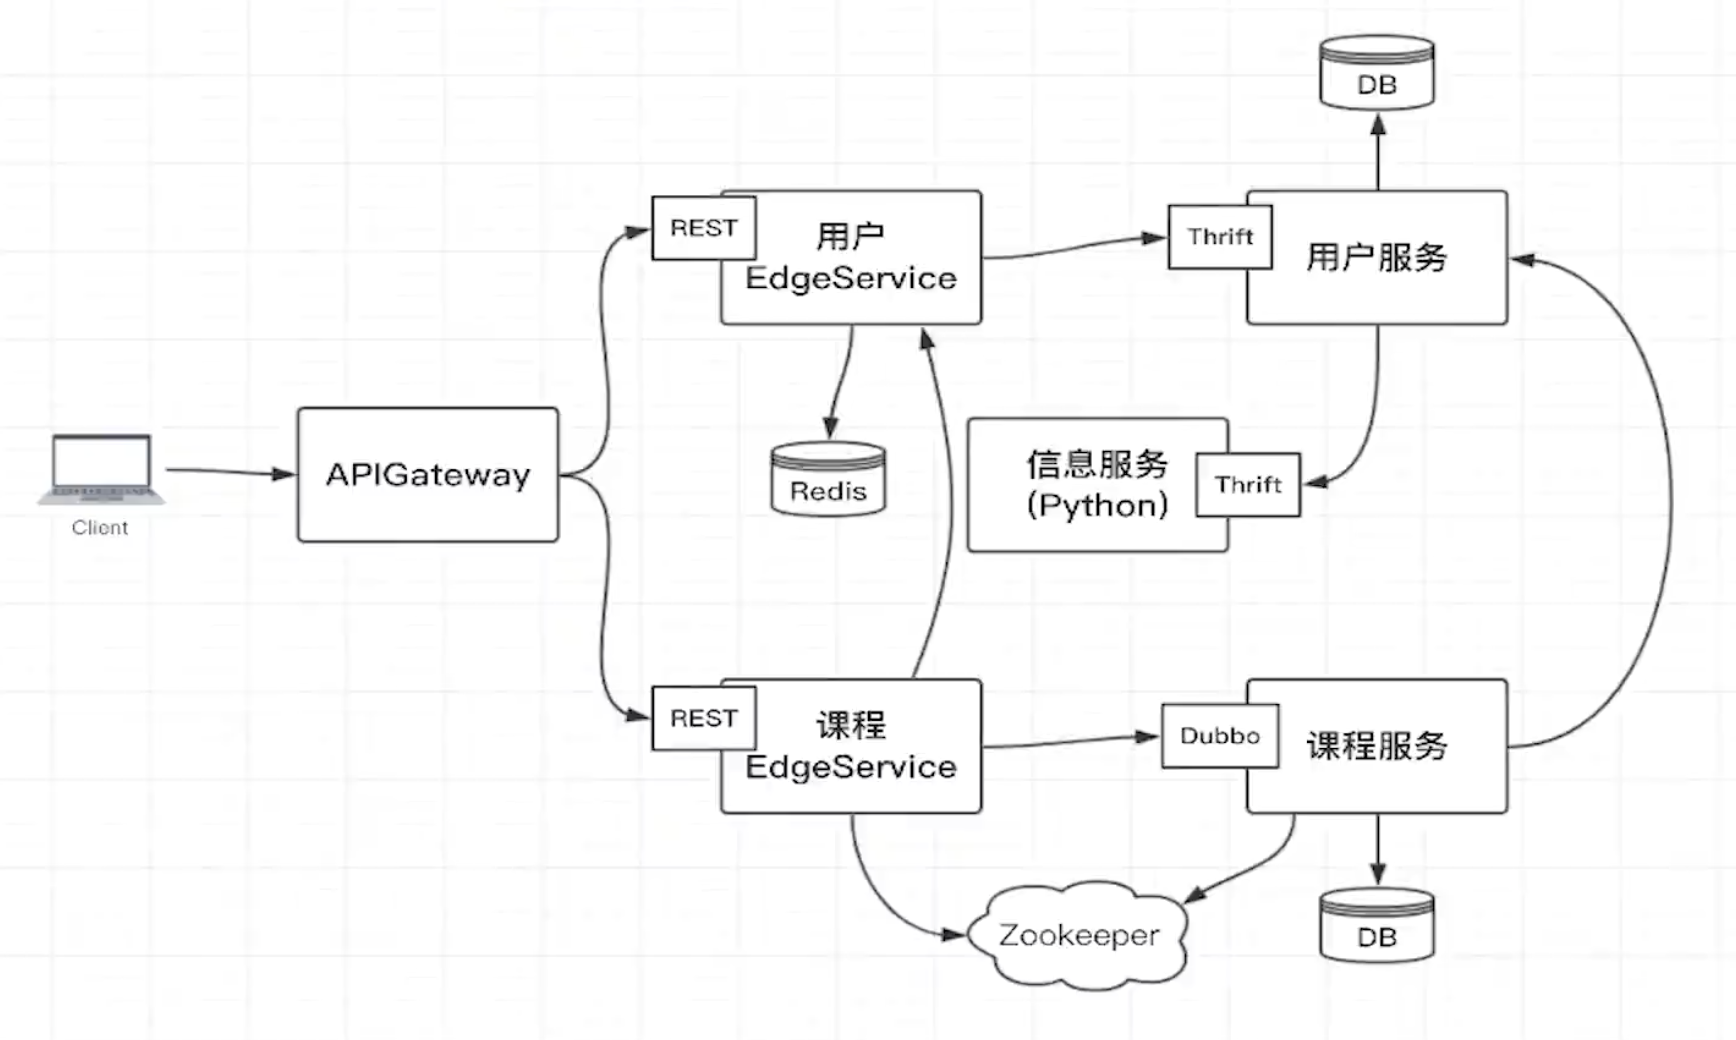 DB
REST
用户
EdgeService
Thrift
用户服务
Client
APIGateway
Redis
信息服务
(Python)
Thrift
REST
课程
EdgeService
Dubbo
课程服务
Zookeeper
DB